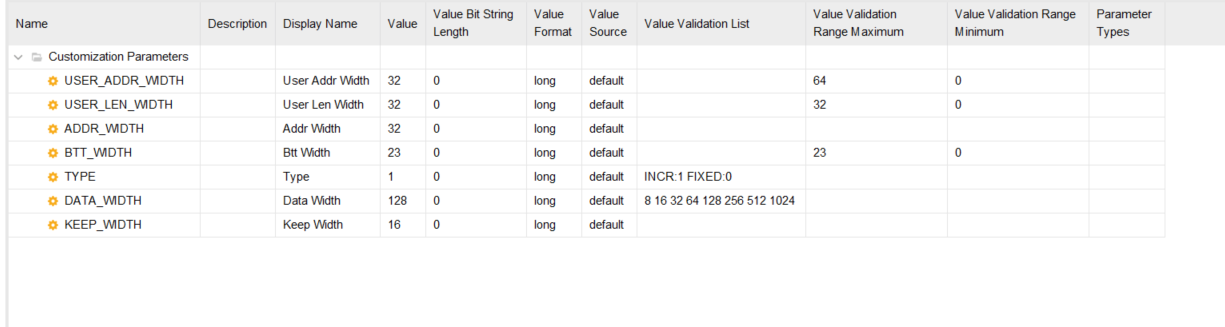 Name Description Display Name Value Value Bit String Length Value Format Value Source Value Validation List Value Validation Range Maximum Value Validation Range Minimum Parameter Types
Customization Parameters
USER_ADDR_WIDTH User Addr Width 32 0 long default 64 0
USER_LEN_WIDTH User Len Width 32 0 long default 32 0
ADDR_WIDTH Addr Width 32 0 long default
BTT_WIDTH Btt Width 23 0 long default 23 0
TYPE Type 1 0 long default INCR:1 FIXED:0
DATA_WIDTH Data Width 128 0 long default 8 16 32 64 128 256 512 1024
KEEP_WIDTH Keep Width 16 0 long default